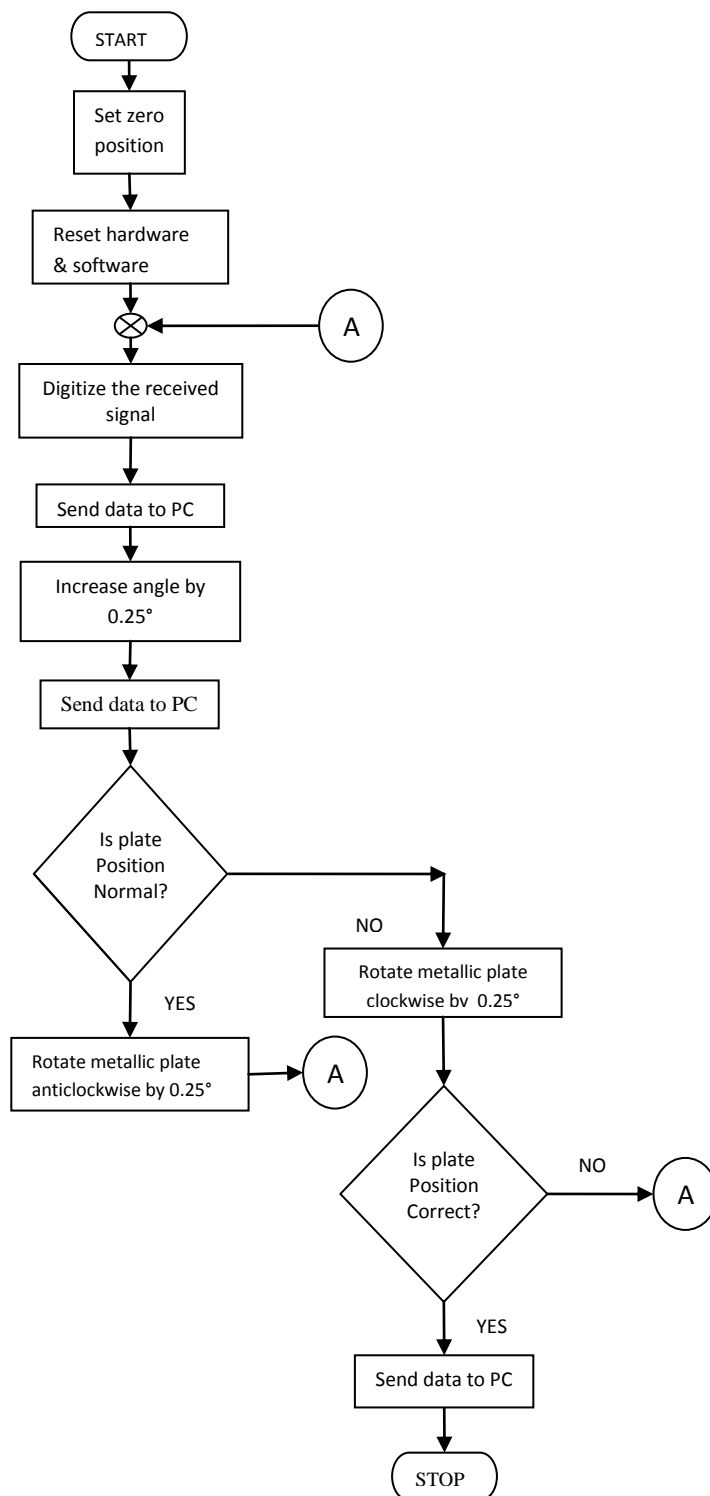 START
Set zero
position
Reset hardware
& software
A
Digitize the received
signal
Send data to PC
Increase angle by
0.25°
Send data to PC
Is plate
Position
Normal?
NO
Rotate metallic plate
clockwise by 0.25°
YES
Rotate metallic plate
anticlockwise by 0.25°
A
Is plate
Position
Correct?
NO
A
YES
Send data to PC
STOP